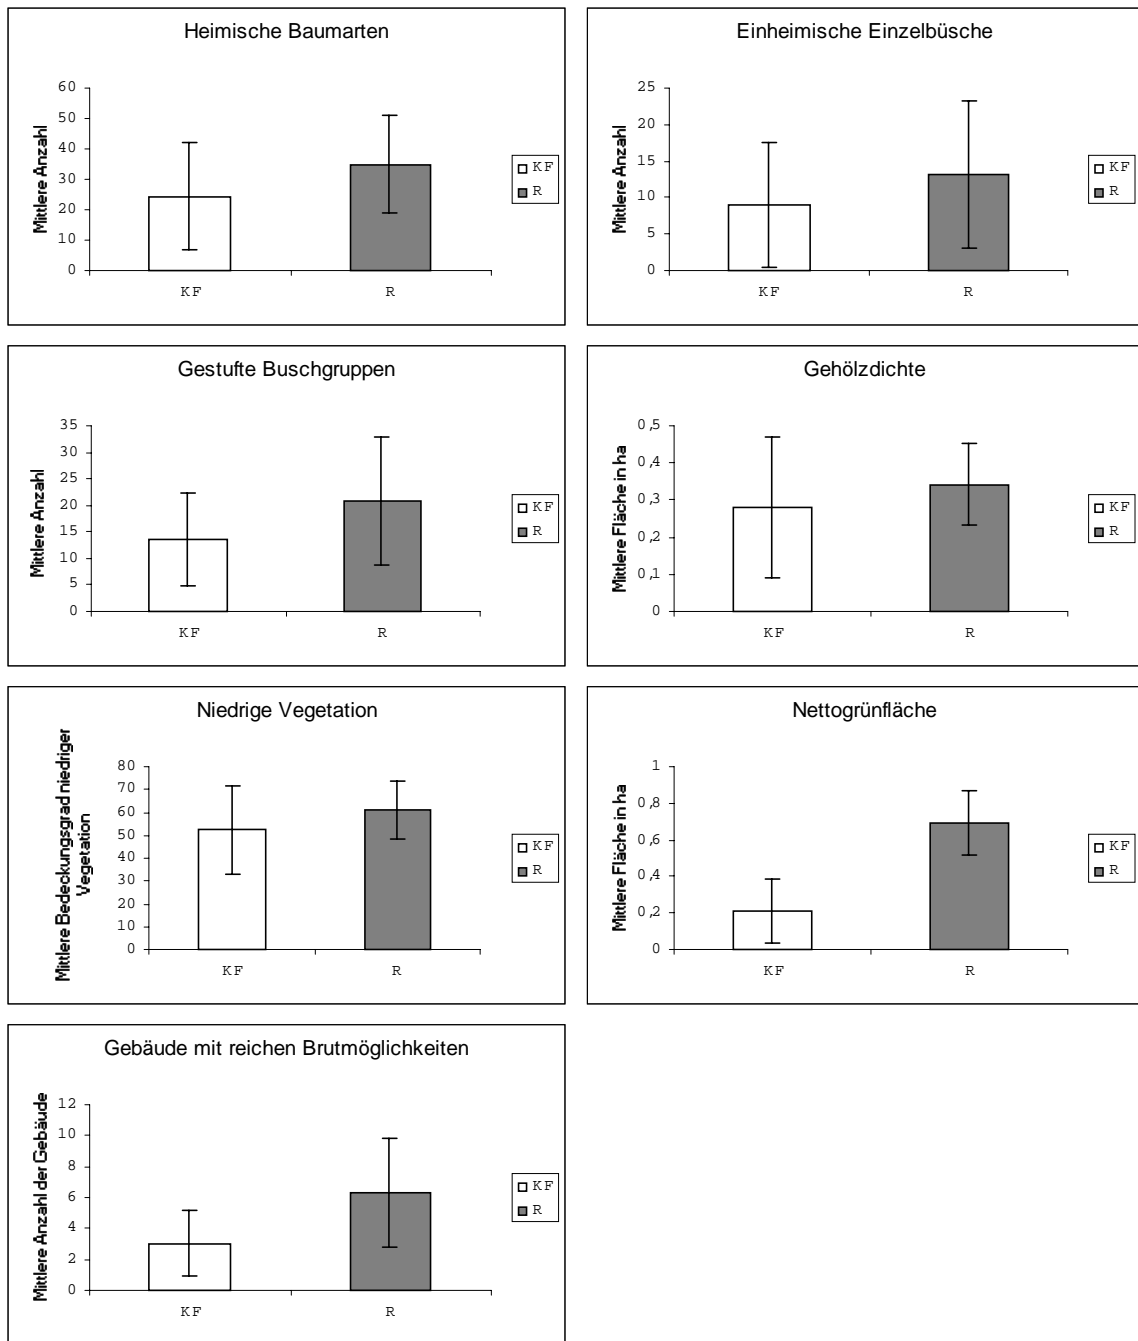 Heimische Baumarten
Mittlere Anzahl
60
50
40
30
20
10
0
KF
R
KF
R
Einheimische Einzelbüsche
Mittlere Anzahl
25
20
15
10
5
0
KF
R
KF
R
Gestufte Buschgruppen
Mittlere Anzahl
35
30
25
20
15
10
5
0
KF
R
KF
R
Gehölzdichte
Mittlere Fläche in ha
0,5
0,4
0,3
0,2
0,1
0
KF
R
KF
R
Niedrige Vegetation
Mittlere Bedeckungsgrad niedriger
Vegetation
80
70
60
50
40
30
20
10
0
KF
R
KF
R
Nettogrünfläche
Mittlere Fläche in ha
1
0,8
0,6
0,4
0,2
0
KF
R
KF
R
Gebäude mit reichen Brutmöglichkeiten
Mittlere Anzahl der Gebäude
12
10
8
6
4
2
0
KF
R
KF
R